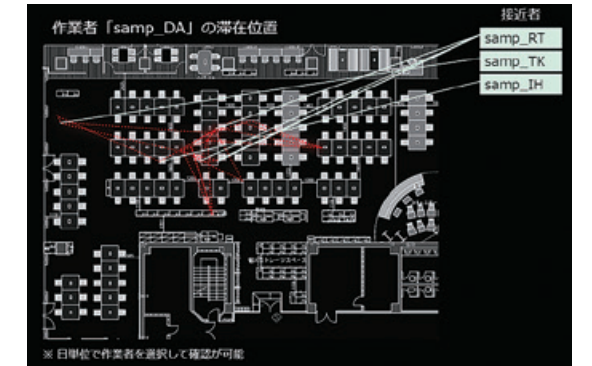 作業者「samp_DA」の滞在位置
接近者
samp_RT
samp_TK
samp_IH
※ 日単位で作業者を選択して確認が可能